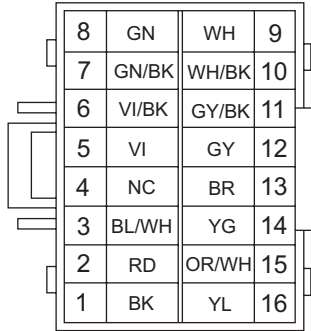 8 GN WH 9
7 GN/BK WH/BK 10
6 VI/BK GY/BK 11
5 VI GY 12
4 NC BR 13
3 BL/WH YG 14
2 RD OR/WH 15
1 BK YL 16